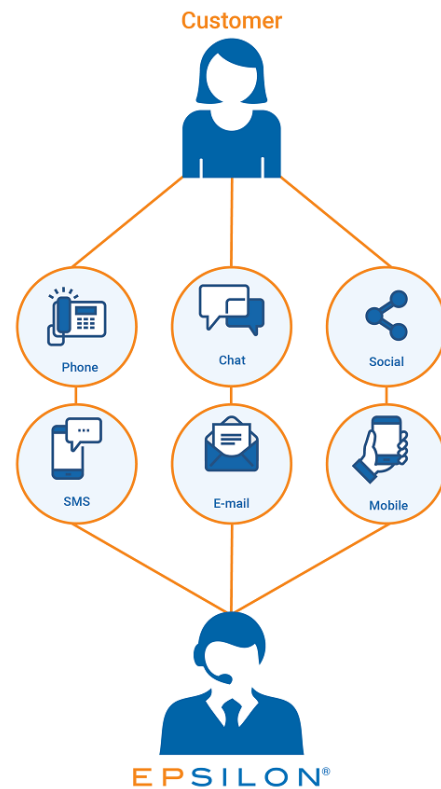 Customer
Phone
Chat
Social
SMS
E-mail
Mobile
EPSILON®